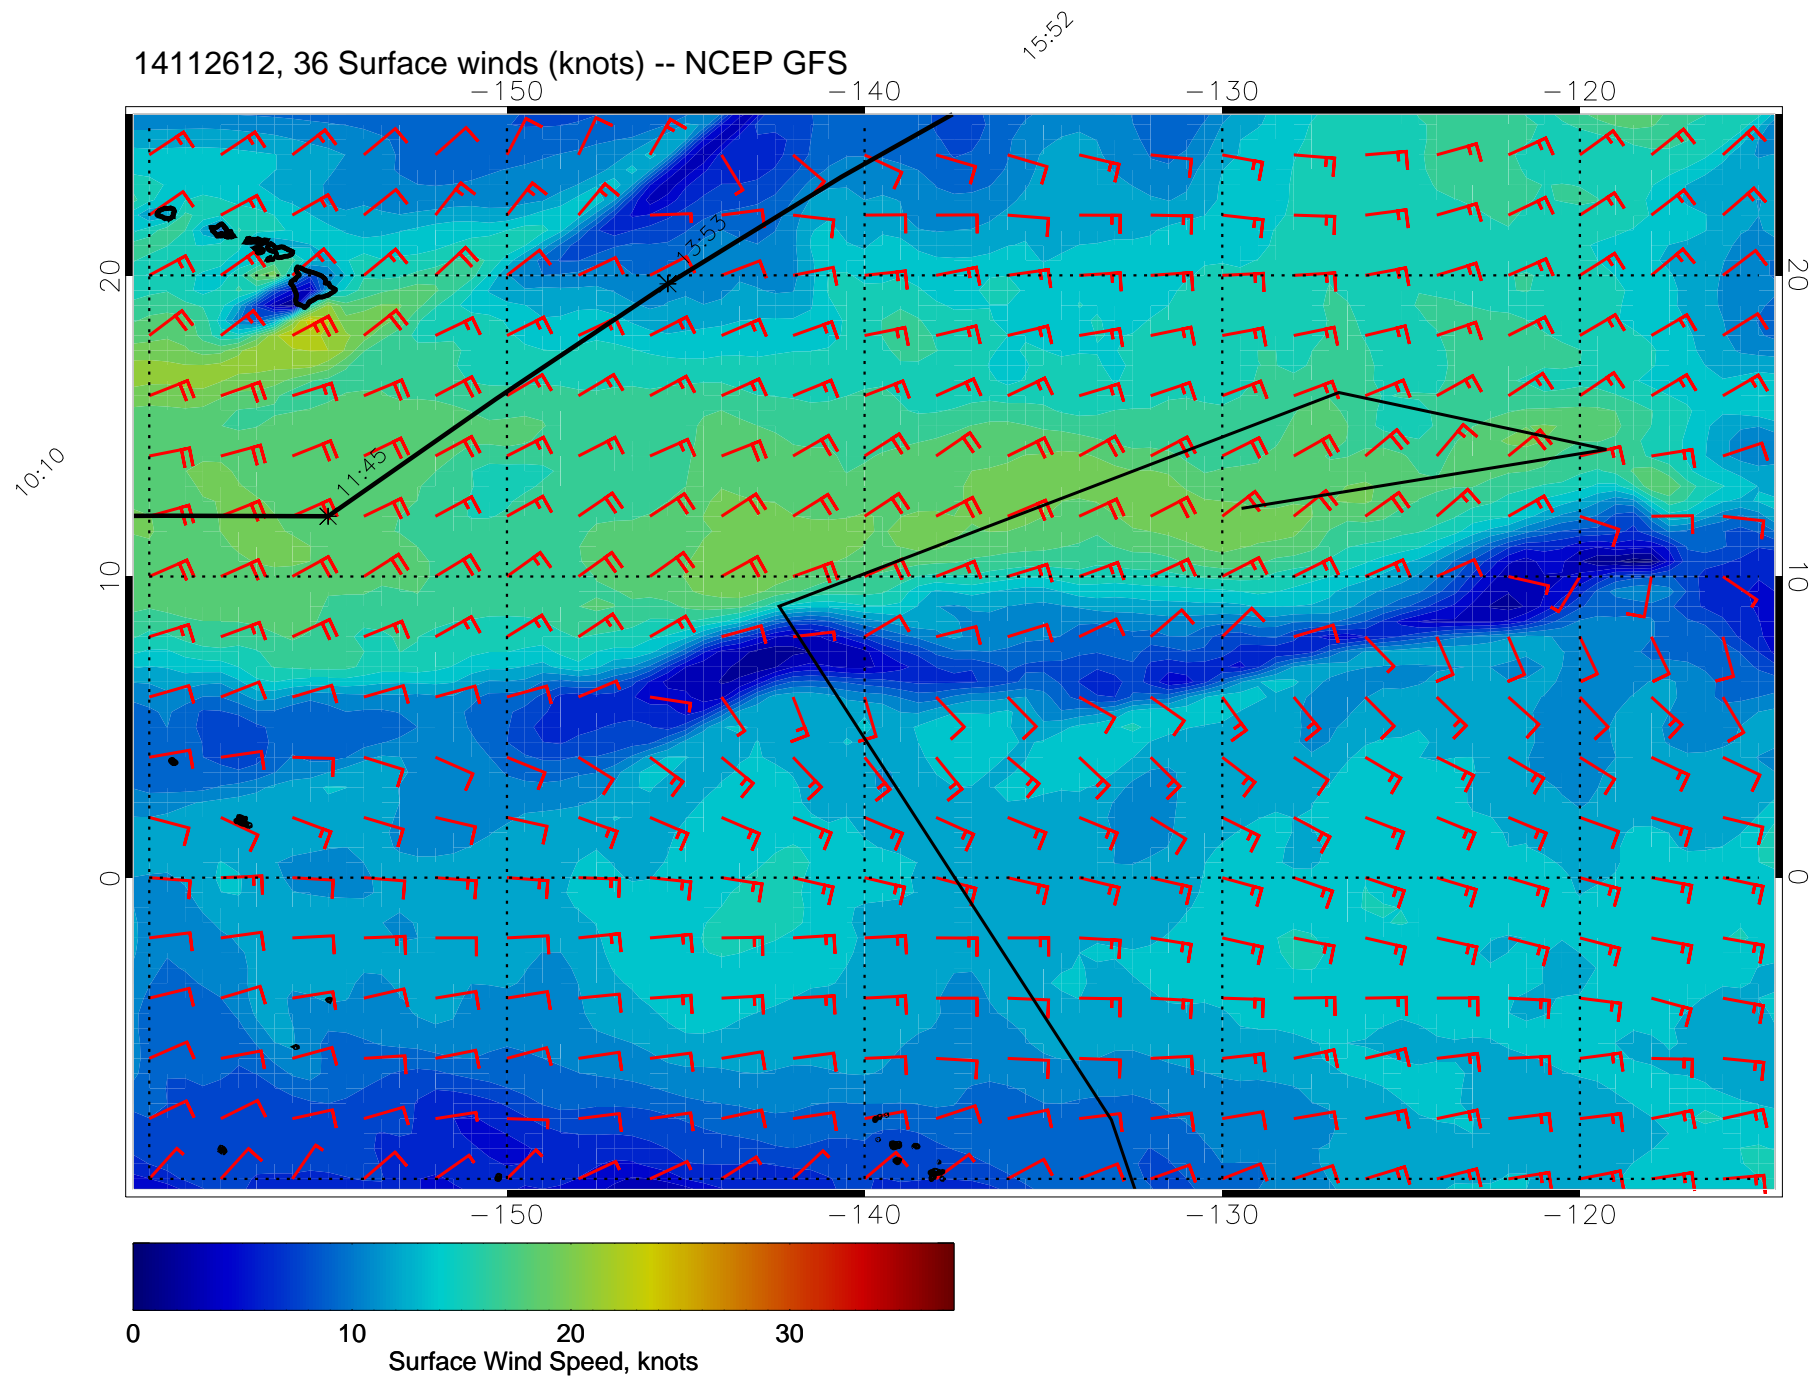 15:52
14112612, 36 Surface winds (knots) -- NCEP GFS
−150 −140 −130 −120
13:53
20 20
11:45
10:10
10 10
0 0
−150 −140 −130 −120
0 10 20 30
Surface Wind Speed, knots